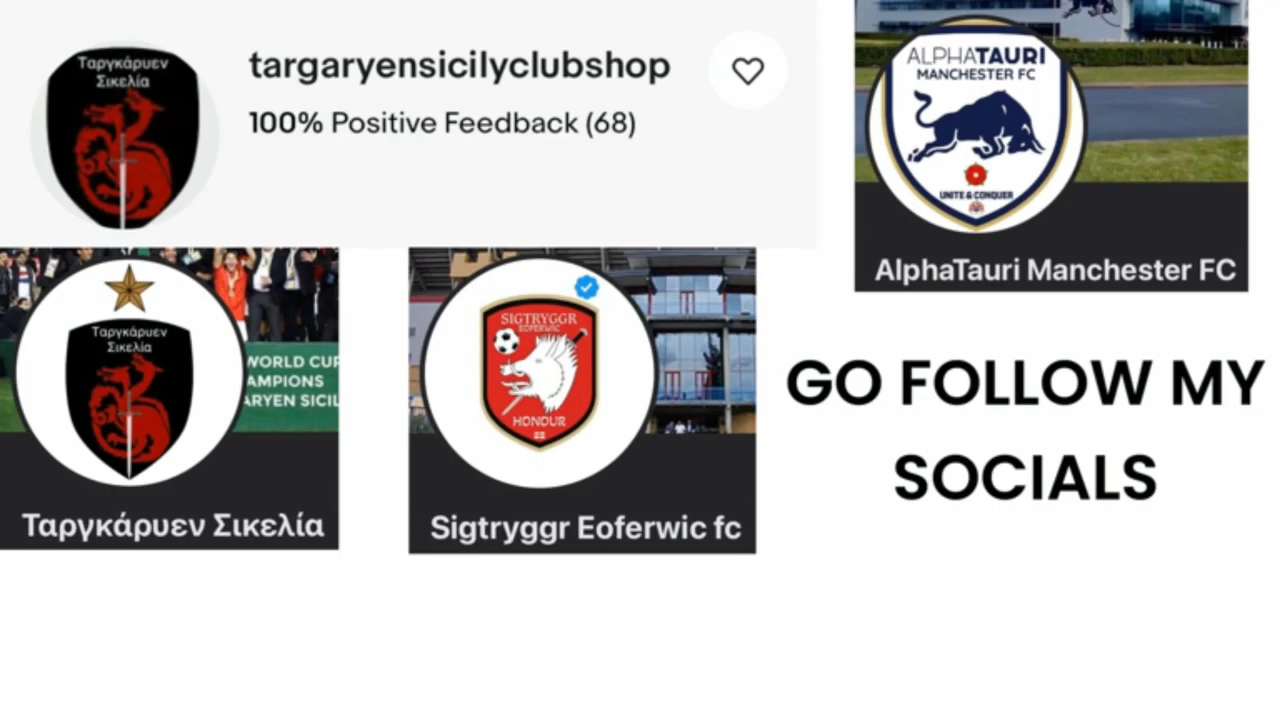 Ταργκάρυεν
Σικελία
targaryensicilyclubshop
100% Positive Feedback (68)
ALPHATAURI
MANCHESTER FC
UNITE & CONQUER
AlphaTauri Manchester FC
Ταργκάρυεν
Σικελία
WORLD CUP
AMPIONS
ARYEN SICIL
Ταργκάρυεν Σικελία
SIGTRYGGR
EOFERWIC
HONOUR
Sigtryggr Eoferwic fc
GO FOLLOW MY
SOCIALS